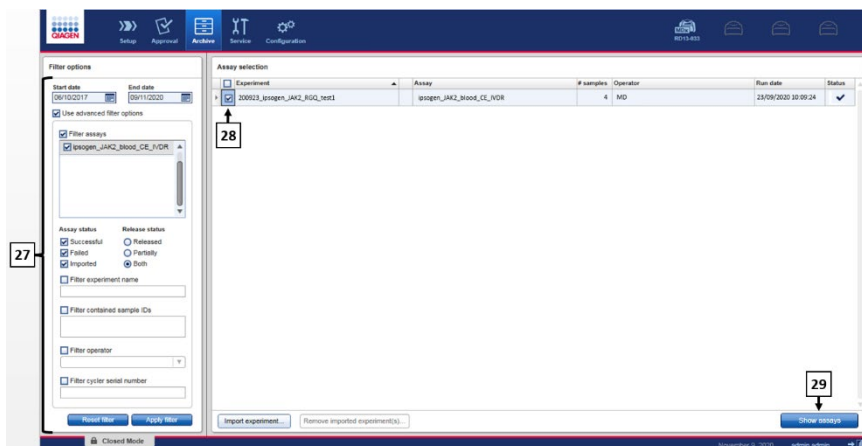 QIAGEN
Setup Approval Archive Service Configuration
RD13-633
Filter options
Start date End date
06/10/2017 09/11/2020
Use advanced filter options
Filter assays
ipsogen_JAK2_blood_CE_IVDR
Assay status Release status
Successful Released
Failed Partially
Imported Both
Filter experiment name
Filter contained sample IDs
Filter operator
Filter cycler serial number
Reset filter Apply filter
27
Assay selection
Experiment Assay # samples Operator Run date Status
200923_ipsogen_JAK2_RGQ_test1 ipsogen_JAK2_blood_CE_IVDR 4 MD 23/09/2020 10:09:24
28
29
Import experiment... Remove imported experiment(s)... Show assays
Closed Mode November 9, 2020 admin admin